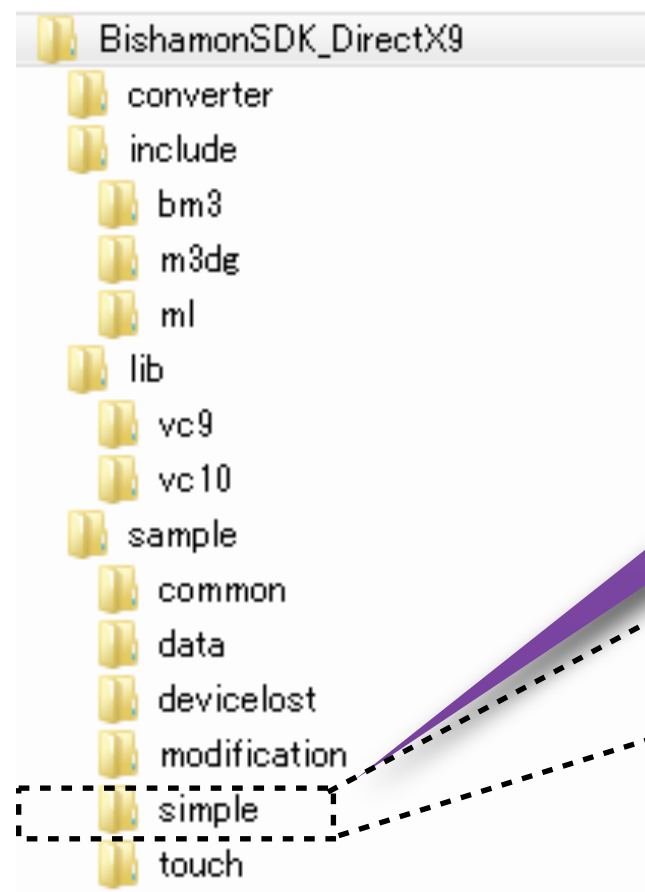 BishamonSDK_DirectX9
converter
include
bm3
m3dg
ml
lib
vc9
vc10
sample
common
data
devicelost
modification
simple
touch